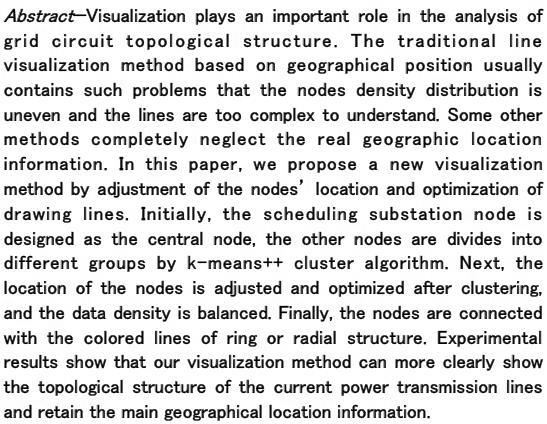 Abstract—Visualization plays an important role in the analysis of
grid circuit topological structure. The traditional line
visualization method based on geographical position usually
contains such problems that the nodes density distribution is
uneven and the lines are too complex to understand. Some other
methods completely neglect the real geographic location
information. In this paper, we propose a new visualization
method by adjustment of the nodes’ location and optimization of
drawing lines. Initially, the scheduling substation node is
designed as the central node, the other nodes are divides into
different groups by k-means++ cluster algorithm. Next, the
location of the nodes is adjusted and optimized after clustering,
and the data density is balanced. Finally, the nodes are connected
with the colored lines of ring or radial structure. Experimental
results show that our visualization method can more clearly show
the topological structure of the current power transmission lines
and retain the main geographical location information.